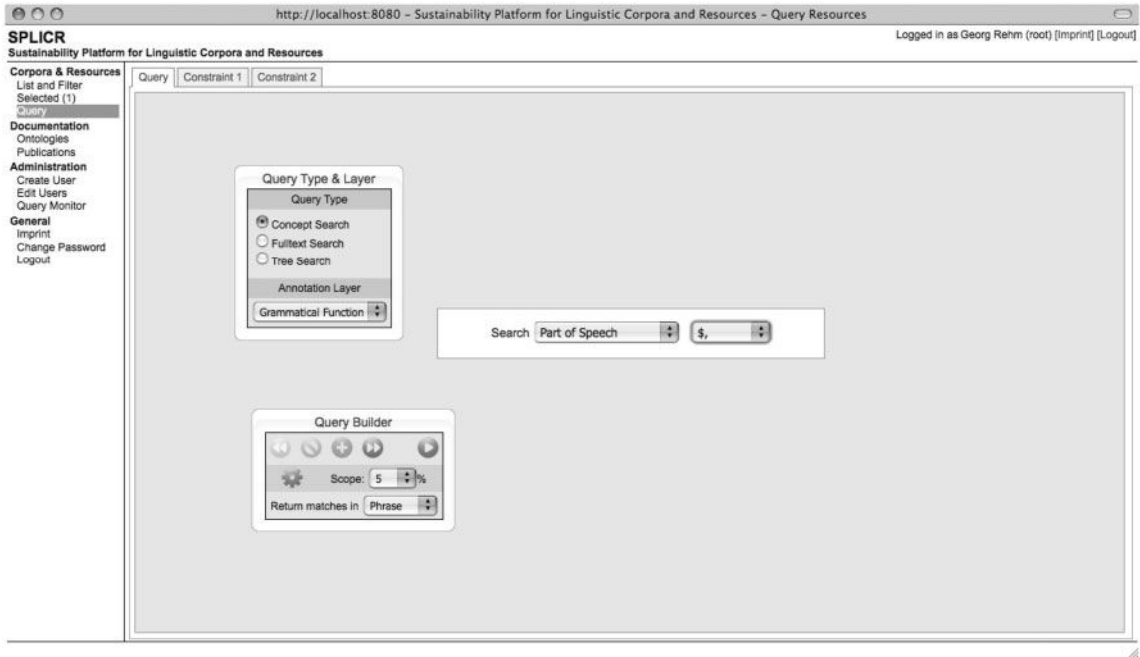 http://localhost:8080 – Sustainability Platform for Linguistic Corpora and Resources – Query Resources
SPLICR
Sustainability Platform for Linguistic Corpora and Resources
Logged in as Georg Rehm (root) [Imprint] [Logout]
Corpora & Resources
List and Filter
Selected (1)
Query
Documentation
Ontologies
Publications
Administration
Create User
Edit Users
Query Monitor
General
Imprint
Change Password
Logout
Query Constraint 1 Constraint 2
Query Type & Layer
Query Type
Concept Search
Fulltext Search
Tree Search
Annotation Layer
Grammatical Function
Search Part of Speech $,
Query Builder
Scope: 5 %
Return matches in Phrase